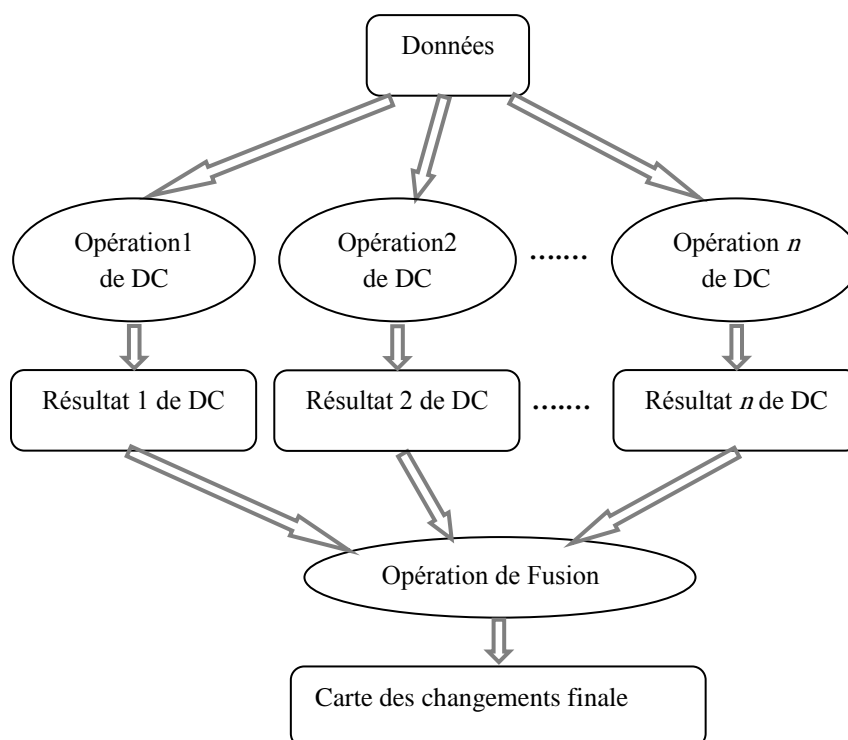 Données
Opération1
de DC
Opération2
de DC
.......
Opération n
de DC
Résultat 1 de DC
Résultat 2 de DC
.......
Résultat n de DC
Opération de Fusion
Carte des changements finale